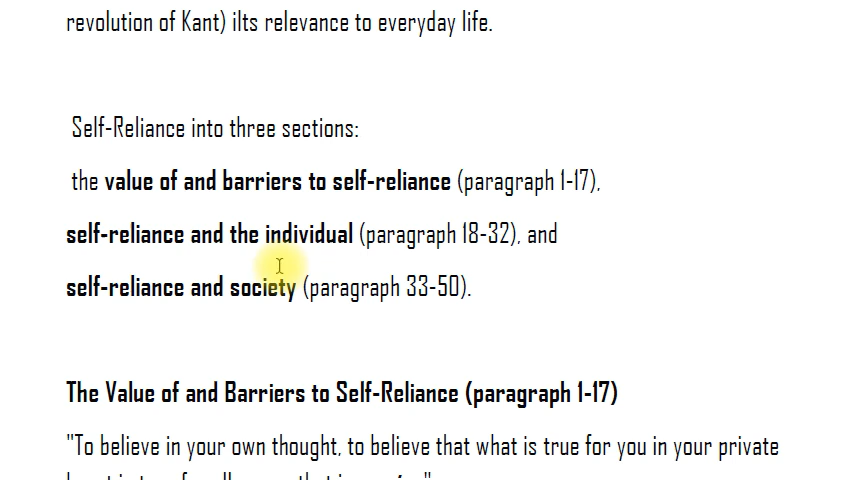 revolution of Kant) ilts relevance to everyday life.
Self-Reliance into three sections:
the value of and barriers to self-reliance (paragraph 1-17),
self-reliance and the individual (paragraph 18-32), and
self-reliance and society (paragraph 33-50).
The Value of and Barriers to Self-Reliance (paragraph 1-17)
"To believe in your own thought, to believe that what is true for you in your private